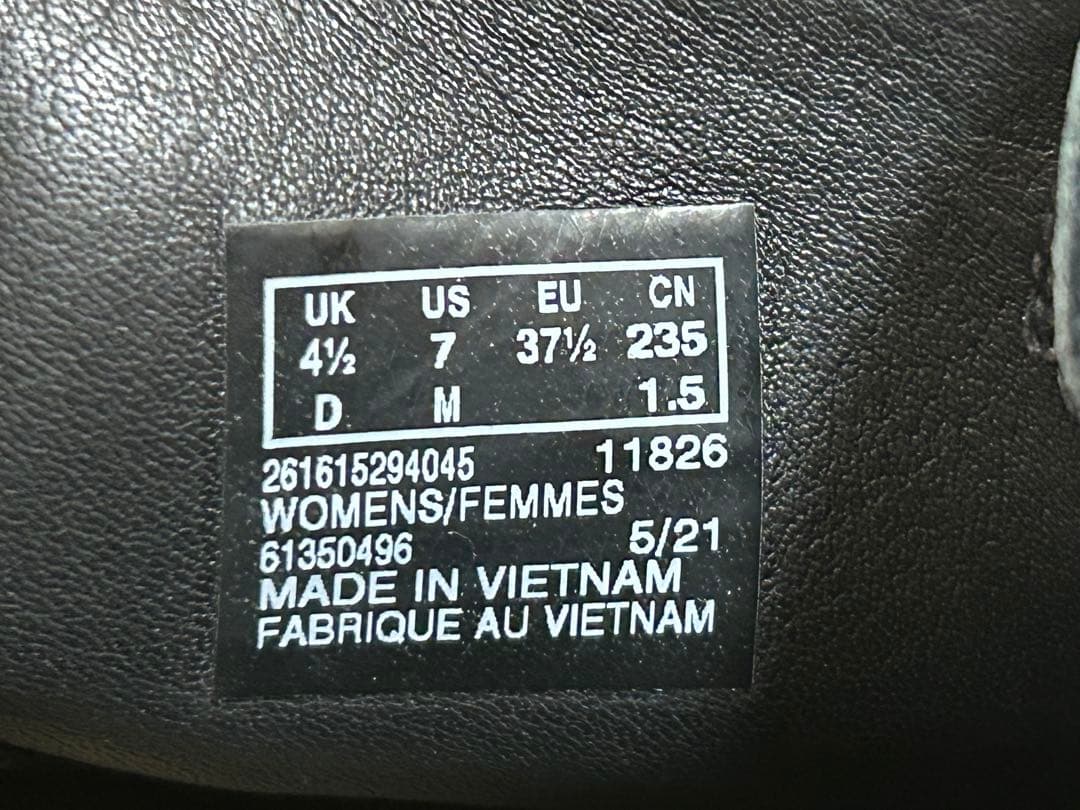 UK US EU CN
4½ 7 37½ 235
D M 1.5
261615294045 11826
WOMENS/FEMMES
61350496 5/21
MADE IN VIETNAM
FABRIQUE AU VIETNAM